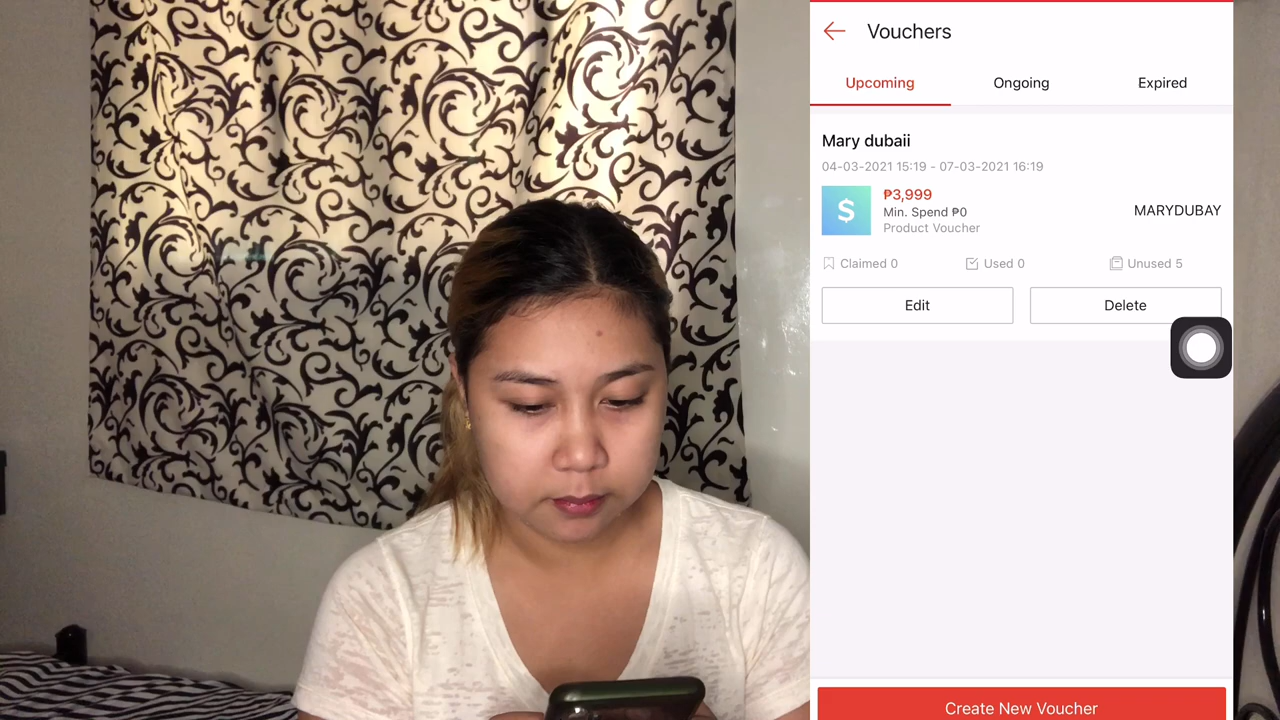 Vouchers
Upcoming Ongoing Expired
Mary dubaii
04-03-2021 15:19 - 07-03-2021 16:19
$
₱3,999
Min. Spend ₱0
MARYDUBAY
Product Voucher
Claimed 0 Used 0 Unused 5
Edit Delete
Create New Voucher